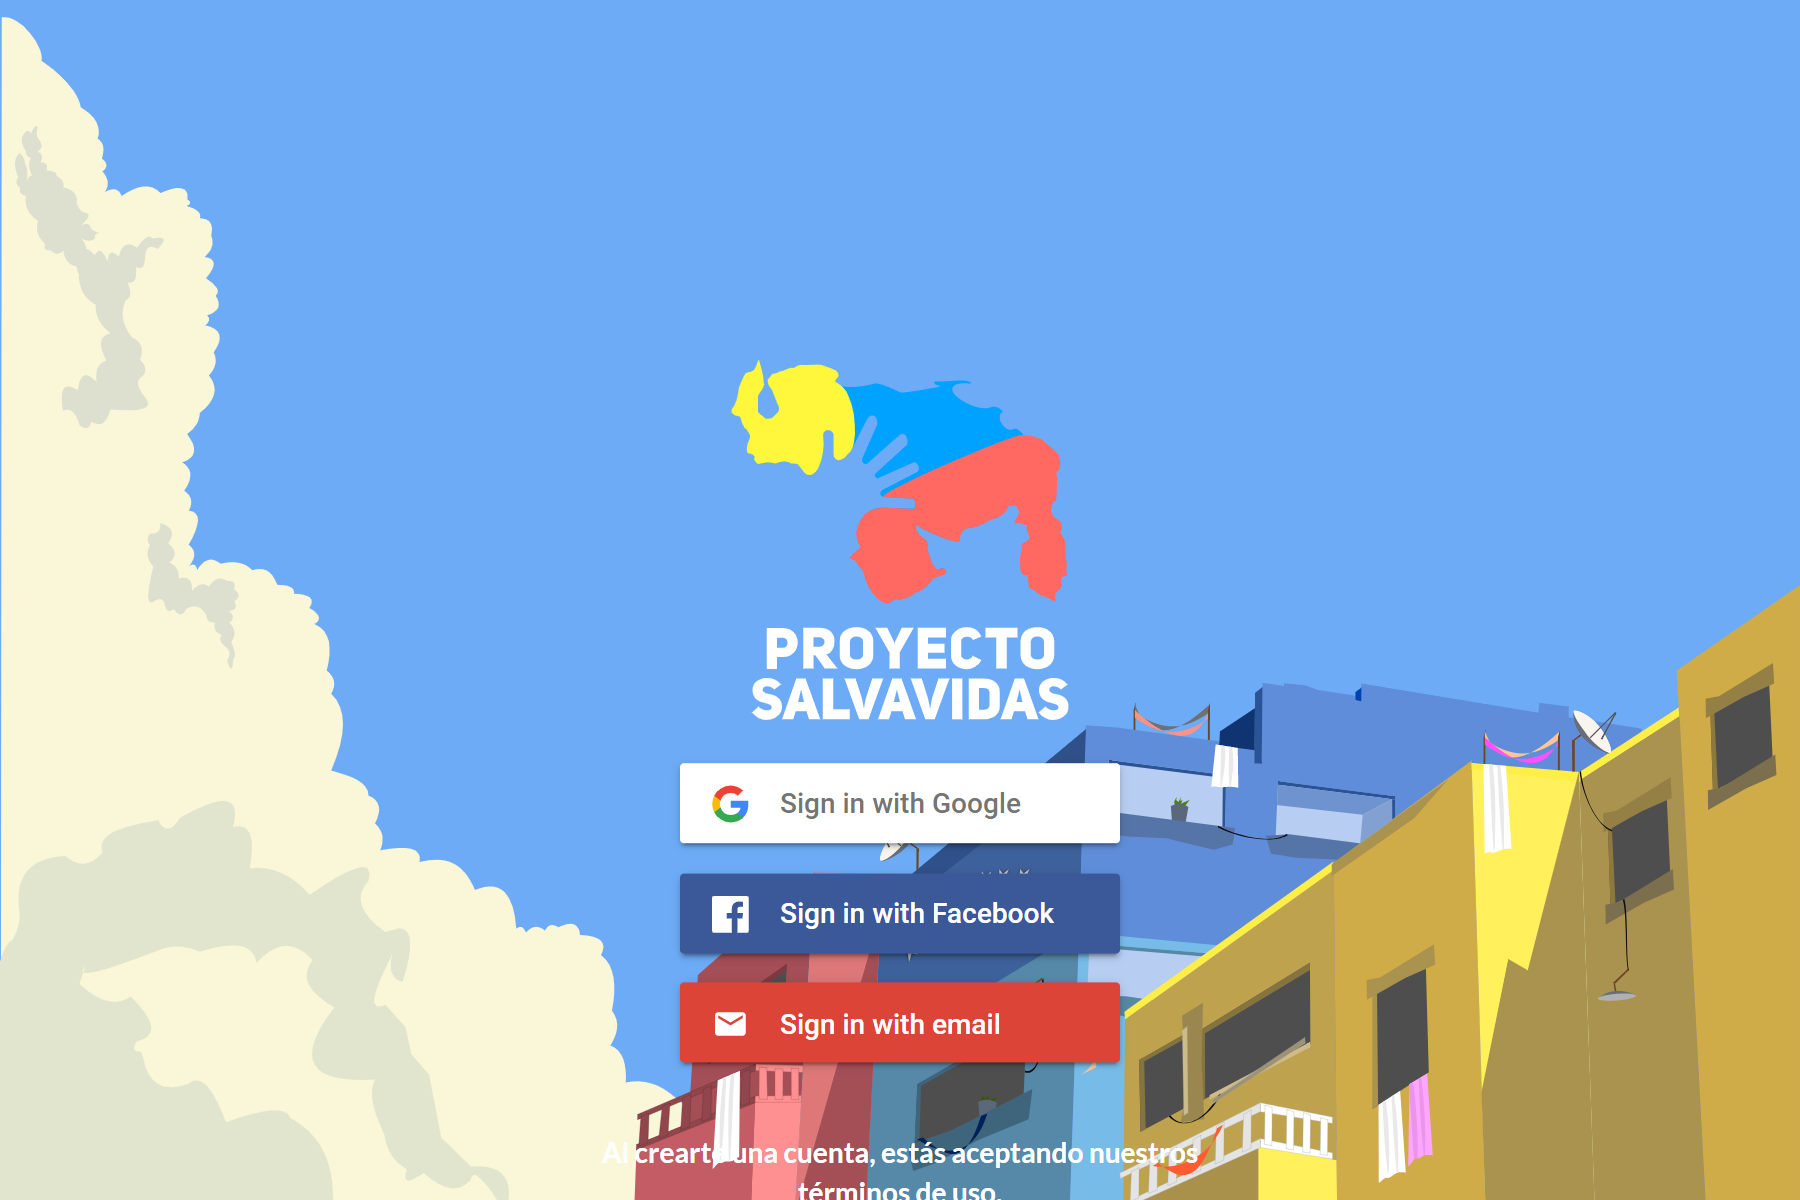 PROYECTO
SALVAVIDAS
Sign in with Google
Sign in with Facebook
Sign in with email
Al crearte una cuenta, estás aceptando nuestros
términos de uso.